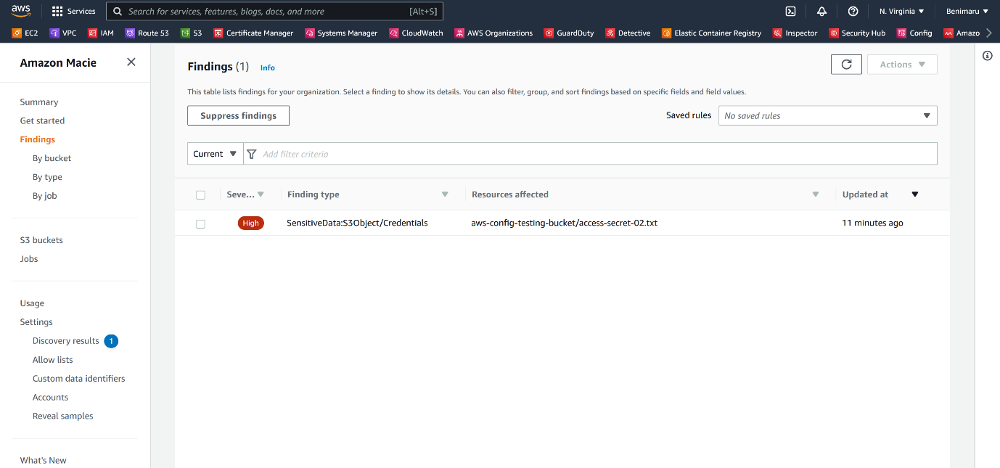 aws Services Search for services, features, blogs, docs, and more [Alt+S] N. Virginia Benimaru
EC2 VPC IAM Route 53 S3 Certificate Manager Systems Manager CloudWatch AWS Organizations GuardDuty Detective Elastic Container Registry Inspector Security Hub Config Amazo
Amazon Macie
Summary
Get started
Findings
By bucket
By type
By job
S3 buckets
Jobs
Usage
Settings
Discovery results 1
Allow lists
Custom data identifiers
Accounts
Reveal samples
What's New
Findings (1) Info
Actions
This table lists findings for your organization. Select a finding to show its details. You can also filter, group, and sort findings based on specific fields and field values.
Suppress findings
Saved rules No saved rules
Current Add filter criteria
Seve... Finding type Resources affected Updated at
High SensitiveData:S3Object/Credentials aws-config-testing-bucket/access-secret-02.txt 11 minutes ago